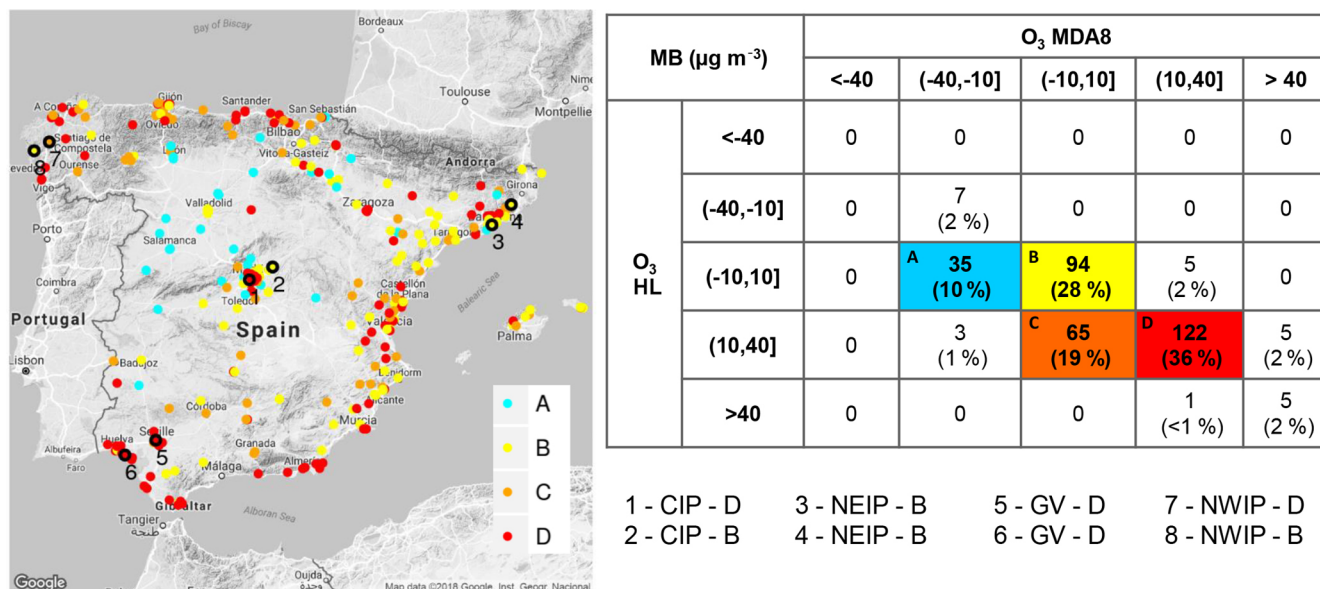 Bay of Biscay
Bordeaux
Toulouse
Montpellier
A Coruña
Gijón
Oviedo
Santander
San Sebastián
Bilbao
Santiago de
Compostela
León
Vitoria-Gasteiz
Andorra
7
8
Ourense
Vigo
Girona
Valladolid
Zaragoza
4
Porto
3
Salamanca
2
Balearic Sea
Coimbra
1
Toledo
Castellón
de la Plana
Portugal
Spain
Valencia
Palma
Lisbon
Badajoz
Benidorm
Alicante
Córdoba
Murcia
Huelva
Seville
5
Albufeira
Faro
6
Granada
Málaga
Almería
Gibraltar
Alboran Sea
Tangier
طنجة
Oujda
وجدة
A
B
C
D
Google
Map data ©2018 Google, Inst. Geogr. Nacional
MB (µg m⁻³)
O₃ MDA8
<-40
(-40,-10]
(-10,10]
(10,40]
> 40
O₃
HL
<-40
0
0
0
0
0
(-40,-10]
0
7
(2 %)
0
0
0
(-10,10]
0
A
35
(10 %)
B
94
(28 %)
5
(2 %)
0
(10,40]
0
3
(1 %)
C
65
(19 %)
D
122
(36 %)
5
(2 %)
>40
0
0
0
1
(<1 %)
5
(2 %)
1 - CIP - D
3 - NEIP - B
5 - GV - D
7 - NWIP - D
2 - CIP - B
4 - NEIP - B
6 - GV - D
8 - NWIP - B